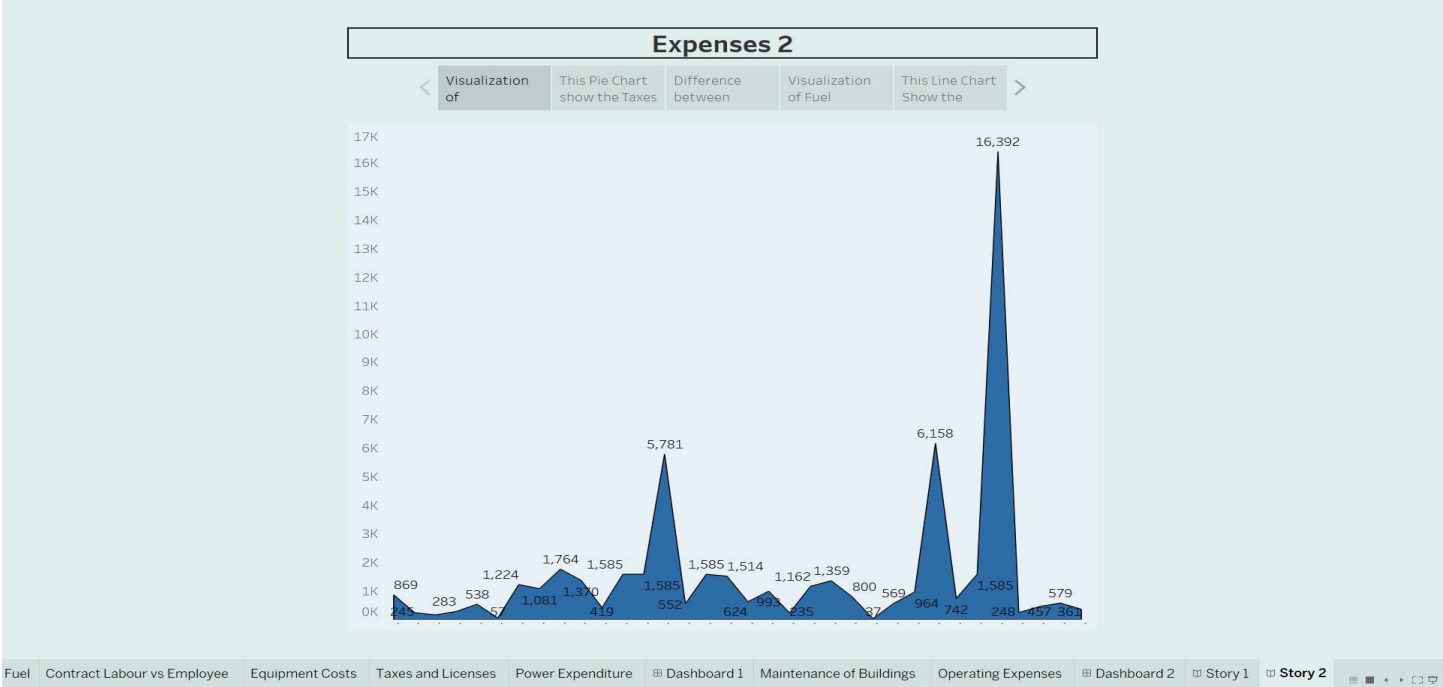 Expenses 2
Visualization of
This Pie Chart show the Taxes
Difference between
Visualization of Fuel
This Line Chart Show the
17K
16K
15K
14K
13K
12K
11K
10K
9K
8K
7K
6K
5K
4K
3K
2K
1K
0K
869
245
283
538
57
1,224
1,081
1,764
1,370
1,585
419
1,585
5,781
552
1,585
1,514
624
993
235
1,162
1,359
800
37
569
964
6,158
742
1,585
16,392
248
457
579
361
Fuel
Contract Labour vs Employee
Equipment Costs
Taxes and Licenses
Power Expenditure
Dashboard 1
Maintenance of Buildings
Operating Expenses
Dashboard 2
Story 1
Story 2